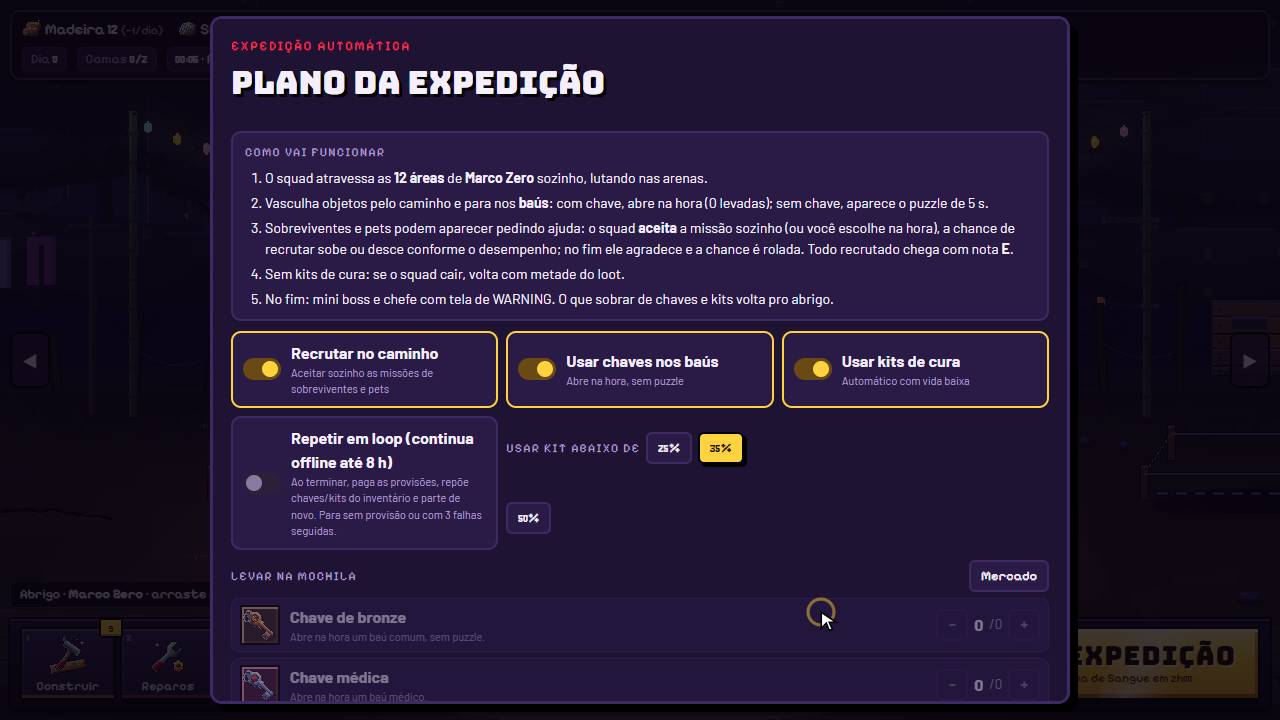 Madeira 12 (-1/dia)
Dia 0
Camas 0/2
EXPEDIÇÃO AUTOMÁTICA
PLANO DA EXPEDIÇÃO
COMO VAI FUNCIONAR
1. O squad atravessa as 12 áreas de Marco Zero sozinho, lutando nas arenas.
2. Vasculha objetos pelo caminho e para nos baús: com chave, abre na hora (0 levadas); sem chave, aparece o puzzle de 5 s.
3. Sobreviventes e pets podem aparecer pedindo ajuda: o squad aceita a missão sozinho (ou você escolhe na hora), a chance de
recrutar sobe ou desce conforme o desempenho; no fim ele agradece e a chance é rolada. Todo recrutado chega com nota E.
4. Sem kits de cura: se o squad cair, volta com metade do loot.
5. No fim: mini boss e chefe com tela de WARNING. O que sobrar de chaves e kits volta pro abrigo.
Recrutar no caminho
Aceitar sozinho as missões de
sobreviventes e pets
Usar chaves nos baús
Abre na hora, sem puzzle
Usar kits de cura
Automático com vida baixa
Repetir em loop (continua
offline até 8 h)
Ao terminar, paga as provisões, repõe
chaves/kits do inventário e parte de
novo. Para sem provisão ou com 3 falhas
seguidas.
USAR KIT ABAIXO DE
25%
35%
50%
LEVAR NA MOCHILA
Mercado
Chave de bronze
Abre na hora um baú comum, sem puzzle.
− 0 /0 +
Chave médica
Abre na hora um baú médico.
− 0 /0 +
Abrigo · Marco Zero · arraste
1
Construir
5
2
Reparos
EXPEDIÇÃO
de Sangue em